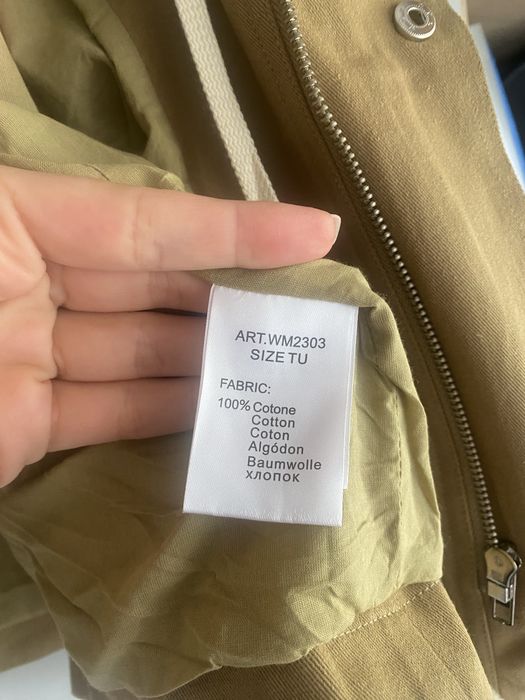 ART.WM2303
SIZE TU
FABRIC:
100% Cotone
Cotton
Coton
Algódon
Baumwolle
хлопок